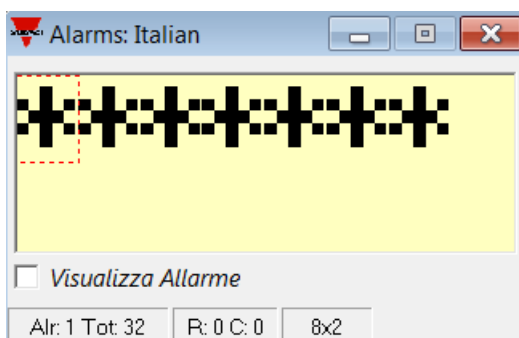 Alarms: Italian
*******
Visualizza Allarme
Alr: 1 Tot: 32 R: 0 C: 0 8x2